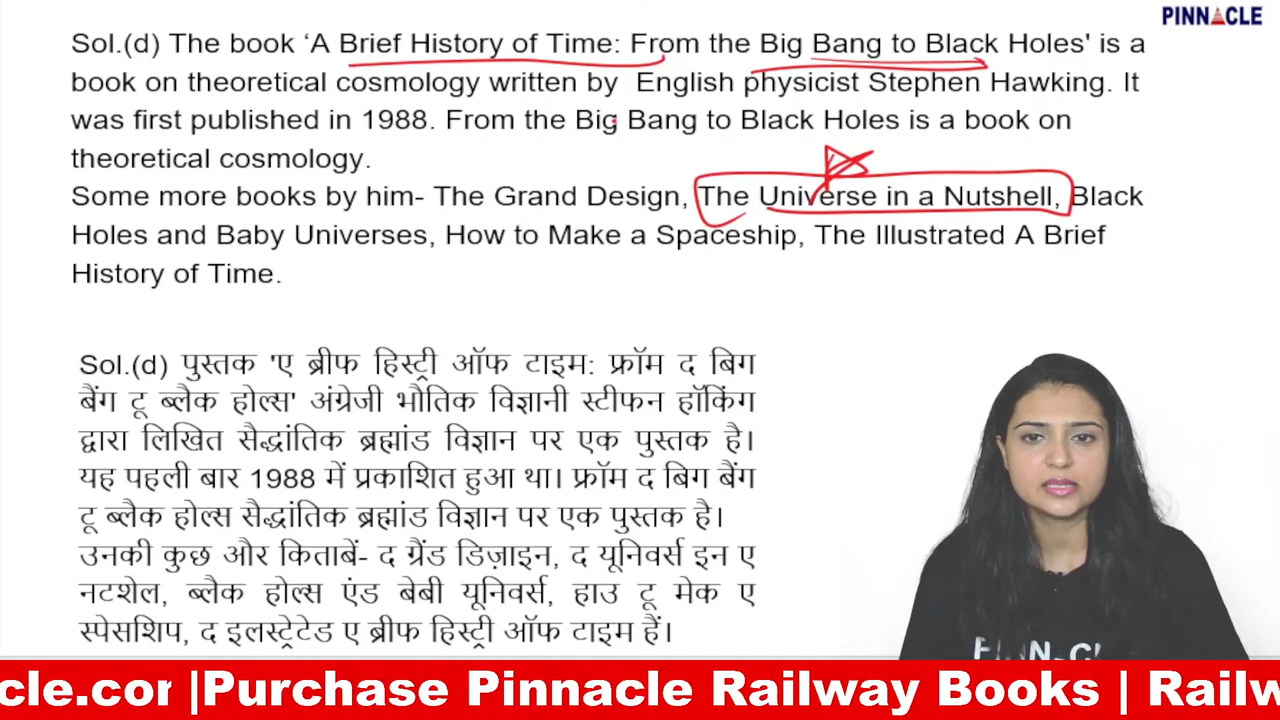 PINNACLE
Sol.(d) The book ‘A Brief History of Time: From the Big Bang to Black Holes' is a
book on theoretical cosmology written by English physicist Stephen Hawking. It
was first published in 1988. From the Big Bang to Black Holes is a book on
theoretical cosmology.
Some more books by him- The Grand Design, The Universe in a Nutshell, Black
Holes and Baby Universes, How to Make a Spaceship, The Illustrated A Brief
History of Time.
Sol.(d) पुस्तक 'ए ब्रीफ हिस्ट्री ऑफ टाइम: फ्रॉम द बिग
बैंग टू ब्लैक होल्स' अंग्रेजी भौतिक विज्ञानी स्टीफन हॉकिंग
द्वारा लिखित सैद्धांतिक ब्रह्मांड विज्ञान पर एक पुस्तक है।
यह पहली बार 1988 में प्रकाशित हुआ था। फ्रॉम द बिग बैंग
टू ब्लैक होल्स सैद्धांतिक ब्रह्मांड विज्ञान पर एक पुस्तक है।
उनकी कुछ और किताबें- द ग्रैंड डिज़ाइन, द यूनिवर्स इन ए
नटशेल, ब्लैक होल्स एंड बेबी यूनिवर्स, हाउ टू मेक ए
स्पेसशिप, द इलस्ट्रेटेड ए ब्रीफ हिस्ट्री ऑफ टाइम हैं।
cle.cor |Purchase Pinnacle Railway Books | Railw